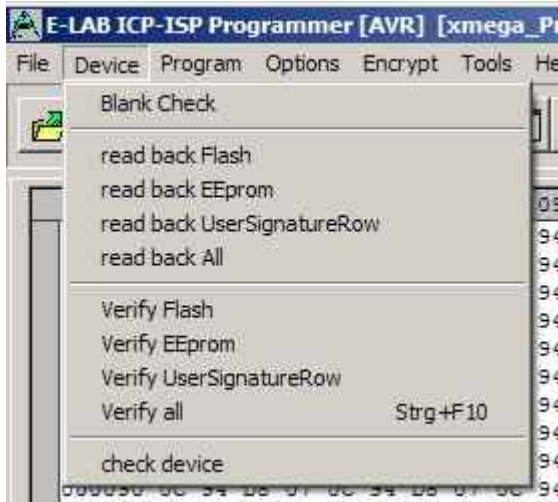 E-LAB ICP-ISP Programmer [AVR] [xmega_P
File Device Program Options Encrypt Tools He
Blank Check
read back Flash
read back EEprom
read back UserSignatureRow
read back All
Verify Flash
Verify EEprom
Verify UserSignatureRow
Verify all Strg+F10
check device